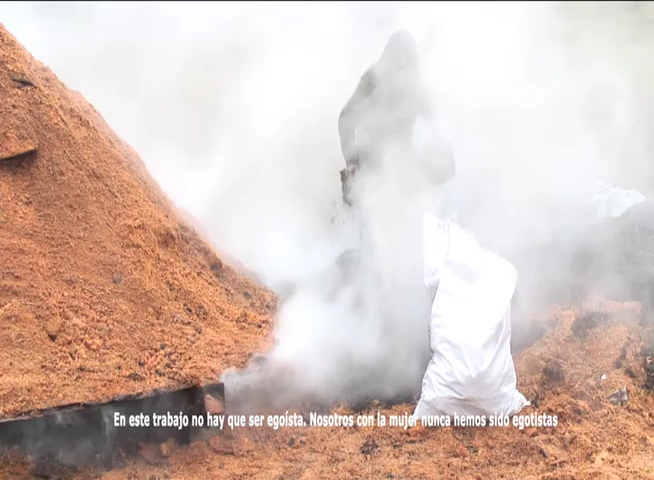 En este trabajo no hay que ser egoísta. Nosotros con la mujer nunca hemos sido egotistas